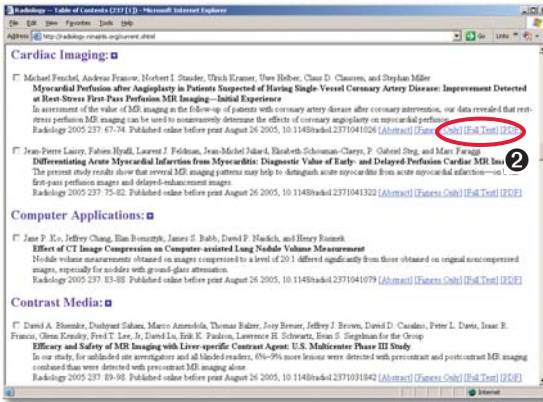 Radiology -- Table of Contents (237 [1]) - Microsoft Internet Explorer
File Edit View Favorites Tools Help
Address http://radiology.rsnajnls.org/current.shtml Go Links
Cardiac Imaging:
Michael Fenchel, Andreas Franow, Norbert I. Stauder, Ulrich Kramer, Uwe Helber, Claus D. Claussen, and Stephan Miller
Myocardial Perfusion after Angioplasty in Patients Suspected of Having Single-Vessel Coronary Artery Disease: Improvement Detected
at Rest-Stress First-Pass Perfusion MR Imaging—Initial Experience
In assessment of the value of MR imaging in the follow-up of patients with coronary artery disease after coronary intervention, our data revealed that rest-
stress perfusion MR imaging can be used to noninvasively determine the effects of coronary angioplasty on myocardial perfusion.
Radiology 2005 237: 67-74. Published online before print August 26 2005, 10.1148/radiol.2371041026 [Abstract] [Figures Only] [Full Text] [PDF]
2
Jean-Pierre Laissy, Fabien Hyafil, Laurent J. Feldman, Jean-Michel Juliard, Elisabeth Schouman-Claeys, P. Gabriel Steg, and Marc Faraggi
Differentiating Acute Myocardial Infarction from Myocarditis: Diagnostic Value of Early- and Delayed-Perfusion Cardiac MR
The present study results show that several MR imaging patterns may help to distinguish acute myocarditis from acute myocardial infarction—on
first-pass perfusion images and delayed-enhancement images.
Radiology 2005 237: 75-82. Published online before print August 26 2005, 10.1148/radiol.2371041322 [Abstract] [Figures Only] [Full Text] [PDF]
Computer Applications:
Jane P. Ko, Jeffrey Chang, Elan Bomsztyk, James S. Babb, David P. Naidich, and Henry Rusinek
Effect of CT Image Compression on Computer-assisted Lung Nodule Volume Measurement
Nodule volume measurements obtained on images compressed to a level of 20:1 differed significantly from those obtained on original noncompressed
images, especially for nodules with ground-glass attenuation.
Radiology 2005 237: 83-88. Published online before print August 26 2005, 10.1148/radiol.2371041079 [Abstract] [Figures Only] [Full Text] [PDF]
Contrast Media:
David A. Bluemke, Dushyant Sahani, Marco Amendola, Thomas Balzer, Josy Breuer, Jeffrey J. Brown, David D. Casalino, Peter L. Davis, Isaac R.
Francis, Glenn Krinsky, Fred T. Lee, Jr, David Lu, Erik K. Paulson, Lawrence H. Schwartz, Evan S. Siegelman for the Group
Efficacy and Safety of MR Imaging with Liver-specific Contrast Agent: U.S. Multicenter Phase III Study
In our study, for unblinded site investigators and all blinded readers, 6%–9% more lesions were detected with precontrast and postcontrast MR imaging
combined than were detected with precontrast MR imaging alone.
Radiology 2005 237: 89-98. Published online before print August 26 2005, 10.1148/radiol.2371031842 [Abstract] [Figures Only] [Full Text] [PDF]
Internet